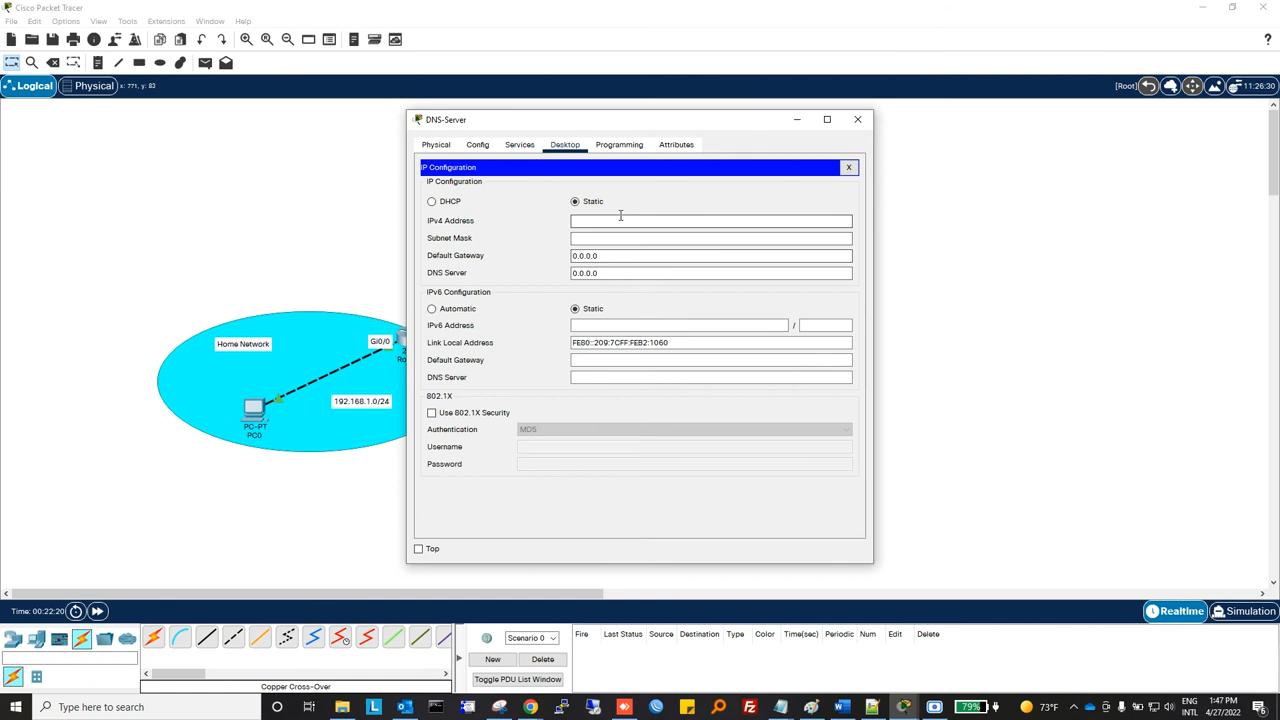 Cisco Packet Tracer
File Edit Options View Tools Extensions Window Help
Logical Physical x: 771, y: 83 [Root] 11:26:30
DNS-Server
Physical Config Services Desktop Programming Attributes
IP Configuration X
IP Configuration
DHCP Static
IPv4 Address
Subnet Mask
Default Gateway 0.0.0.0
DNS Server 0.0.0.0
IPv6 Configuration
Automatic Static
IPv6 Address /
Link Local Address FE80::209:7CFF:FEB2:1060
Default Gateway
DNS Server
802.1X
Use 802.1X Security
Authentication MD5
Username
Password
Top
Home Network
Gi0/0
2
Ro
192.168.1.0/24
PC-PT
PC0
Time: 00:22:20 Realtime Simulation
Scenario 0
New Delete
Toggle PDU List Window
Fire Last Status Source Destination Type Color Time(sec) Periodic Num Edit Delete
Copper Cross-Over
Type here to search
79% 73°F ENG INTL 1:47 PM 4/27/2022